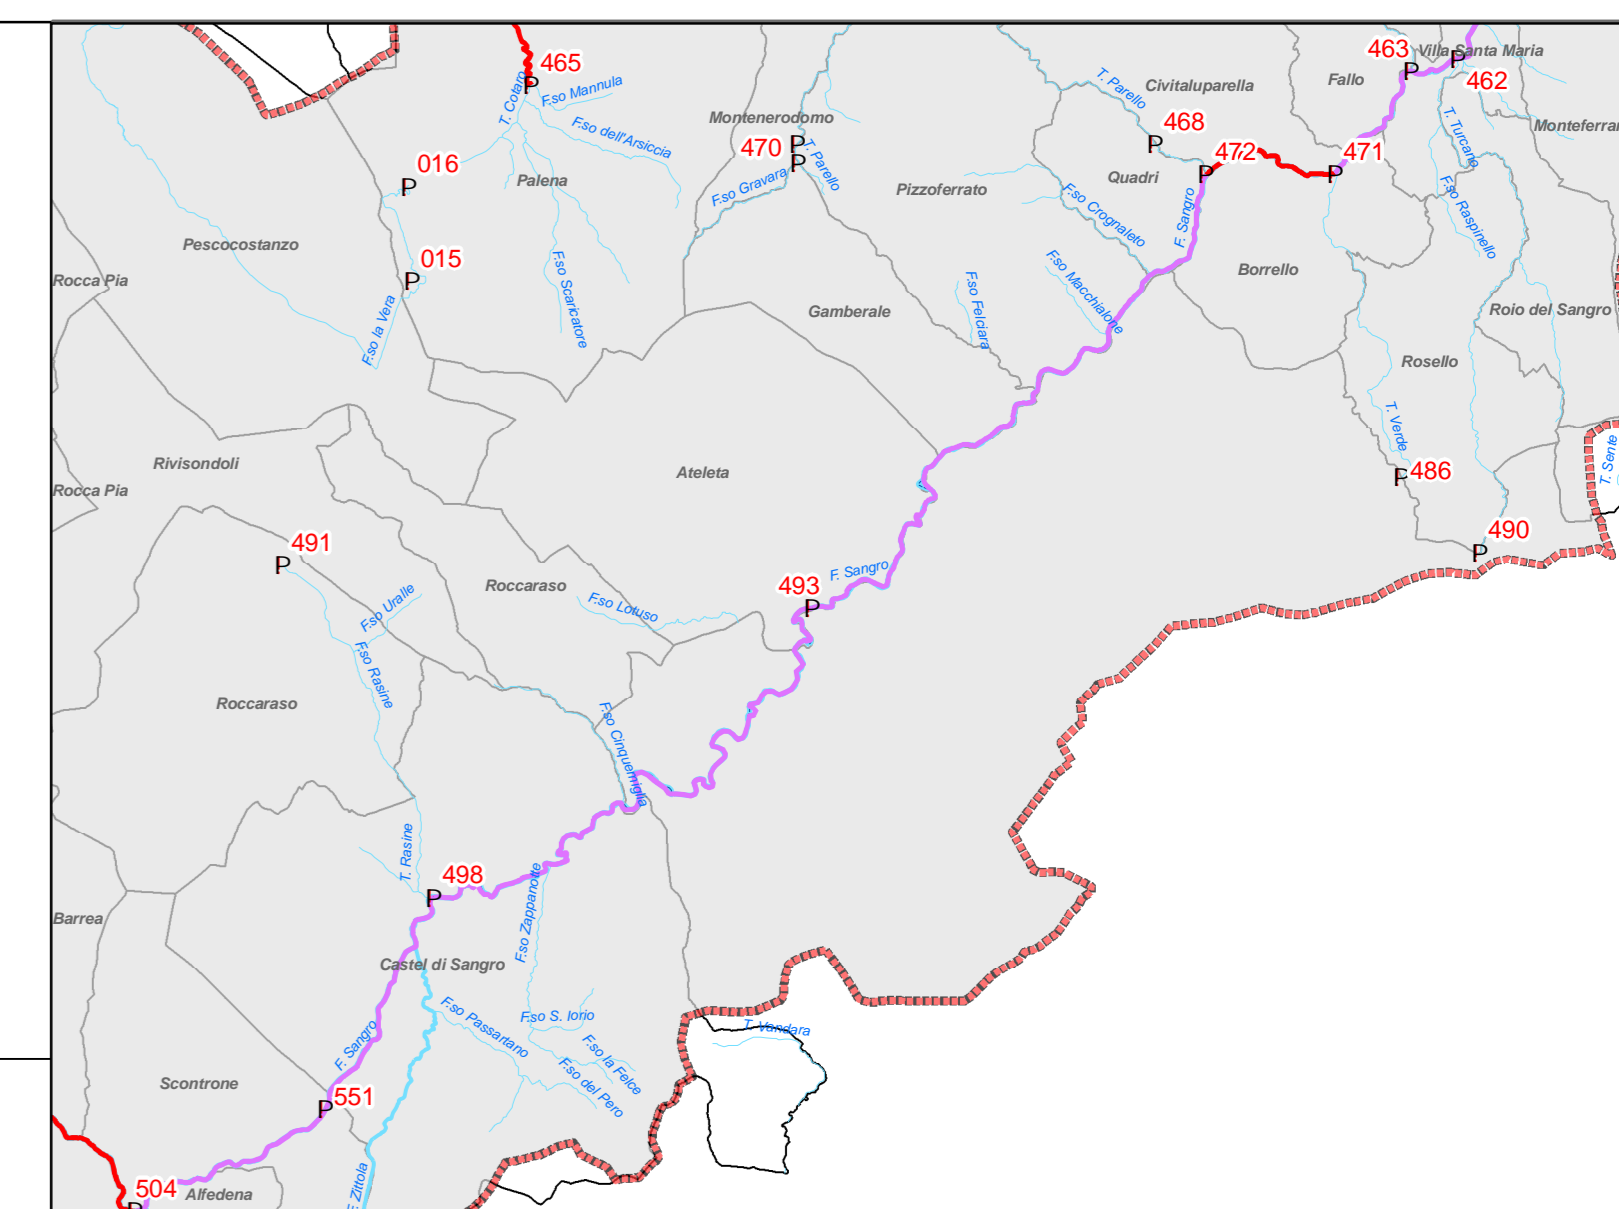 463
Villa Santa Maria
465
F.so Mannula
T. Cotaro
P
T. Parello
Civitaluparella
Fallo
P
P
462
Montenerodomo
F.so dell'Arsiccia
468
T. Turcano
470
P
P
T. Parello
P
472
471
016
P
Palena
F.so Gravara
Pizzoferrato
Quadri
P
P
F.so Crognaleto
F. Sangro
F.so Raspinello
Pescocostanzo
015
P
Rocca Pia
F.so Scaricatore
F.so Macchialone
Borrello
F.so la Vera
Gamberale
F.so Felciara
Roio del Sangro
Rosello
T. Verde
Rivisondoli
Ateleta
P
486
T. Sente
Rocca Pia
490
P
491
P
F. Sangro
493
P
Roccaraso
F.so Uralle
F.so Lotuso
F.so Rasine
Roccaraso
F.so Cinquemiglia
T. Rasine
498
P
F.so Zappanotte
Barrea
Castel di Sangro
F.so Passartano
F.so S. Iorio
T. Vandara
F. Sangro
F.so la Felce
F.so del Pero
Scontrone
551
P
504
P
Alfedena
Zittola